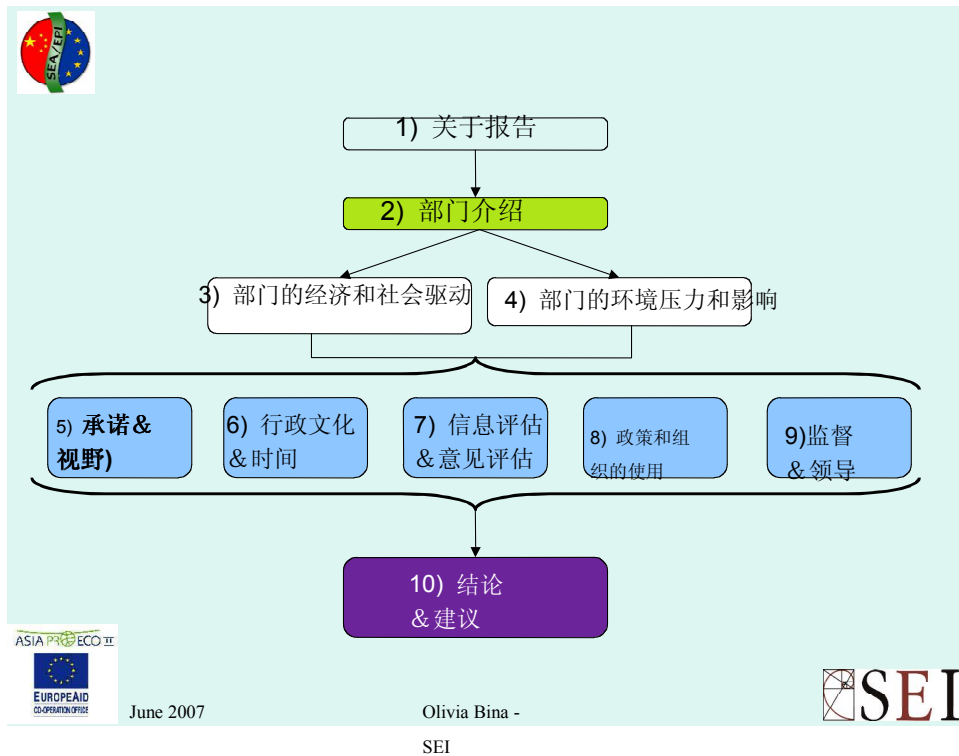 SEA/EPI
1) 关于报告
2) 部门介绍
3) 部门的经济和社会驱动
4) 部门的环境压力和影响
5) 承诺&
视野)
6) 行政文化
&时间
7) 信息评估
&意见评估
8) 政策和组
织的使用
9)监督
&领导
10) 结论
&建议
ASIA PRO ECO II
EUROPEAID
CO-OPERATION OFFICE
June 2007
Olivia Bina -
SEI
SEI